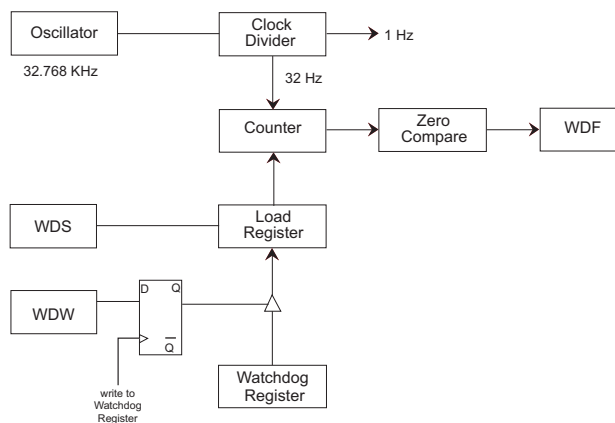 Oscillator
Clock
Divider
1 Hz
32.768 KHz
32 Hz
Counter
Zero
Compare
WDF
WDS
Load
Register
WDW
D
Q
Q
write to
Watchdog
Register
Watchdog
Register